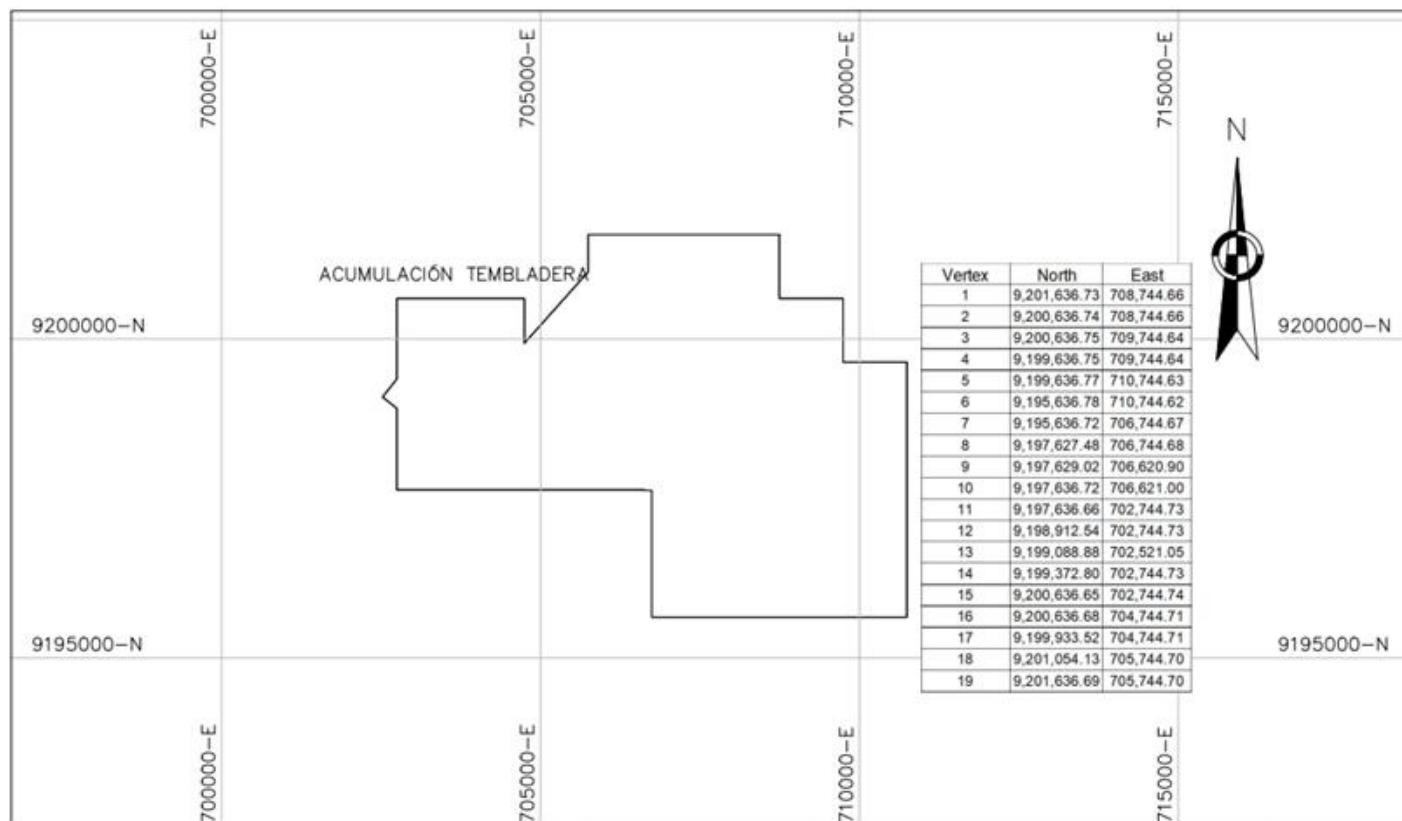 700000-E
705000-E
710000-E
715000-E
N
ACUMULACIÓN TEMBLADERA
9200000-N
9200000-N
Vertex North East
1 9,201,636.73 708,744.66
2 9,200,636.74 708,744.66
3 9,200,636.75 709,744.64
4 9,199,636.75 709,744.64
5 9,199,636.77 710,744.63
6 9,195,636.78 710,744.62
7 9,195,636.72 706,744.67
8 9,197,627.48 706,744.68
9 9,197,629.02 706,620.90
10 9,197,636.72 706,621.00
11 9,197,636.66 702,744.73
12 9,198,912.54 702,744.73
13 9,199,088.88 702,521.05
14 9,199,372.80 702,744.73
15 9,200,636.65 702,744.74
16 9,200,636.68 704,744.71
17 9,199,933.52 704,744.71
18 9,201,054.13 705,744.70
19 9,201,636.69 705,744.70
9195000-N
9195000-N
700000-E
705000-E
710000-E
715000-E